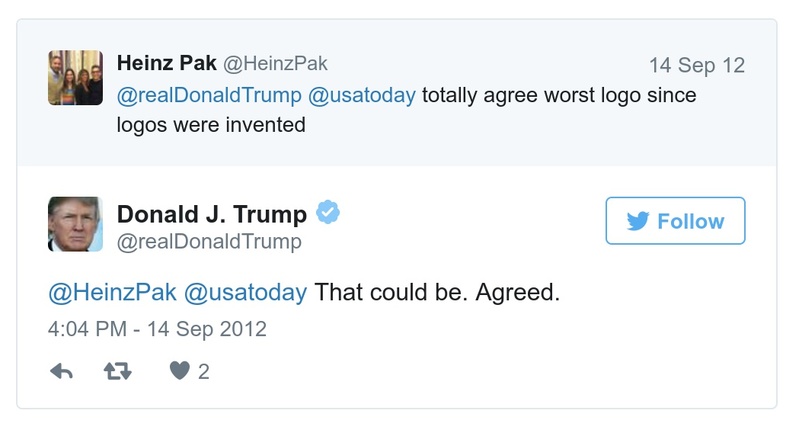 Heinz Pak @HeinzPak 14 Sep 12
@realDonaldTrump @usatoday totally agree worst logo since
logos were invented
Donald J. Trump
@realDonaldTrump
Follow
@HeinzPak @usatoday That could be. Agreed.
4:04 PM - 14 Sep 2012
2